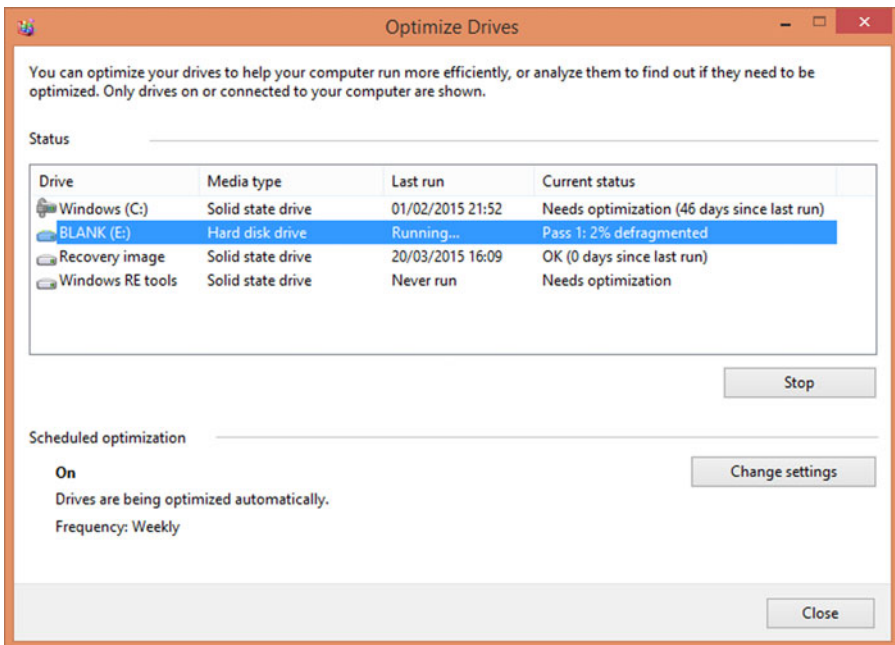 Optimize Drives
You can optimize your drives to help your computer run more efficiently, or analyze them to find out if they need to be
optimized. Only drives on or connected to your computer are shown.
Status
Drive Media type Last run Current status
Windows (C:) Solid state drive 01/02/2015 21:52 Needs optimization (46 days since last run)
BLANK (E:) Hard disk drive Running... Pass 1: 2% defragmented
Recovery image Solid state drive 20/03/2015 16:09 OK (0 days since last run)
Windows RE tools Solid state drive Never run Needs optimization
Stop
Scheduled optimization
On
Change settings
Drives are being optimized automatically.
Frequency: Weekly
Close